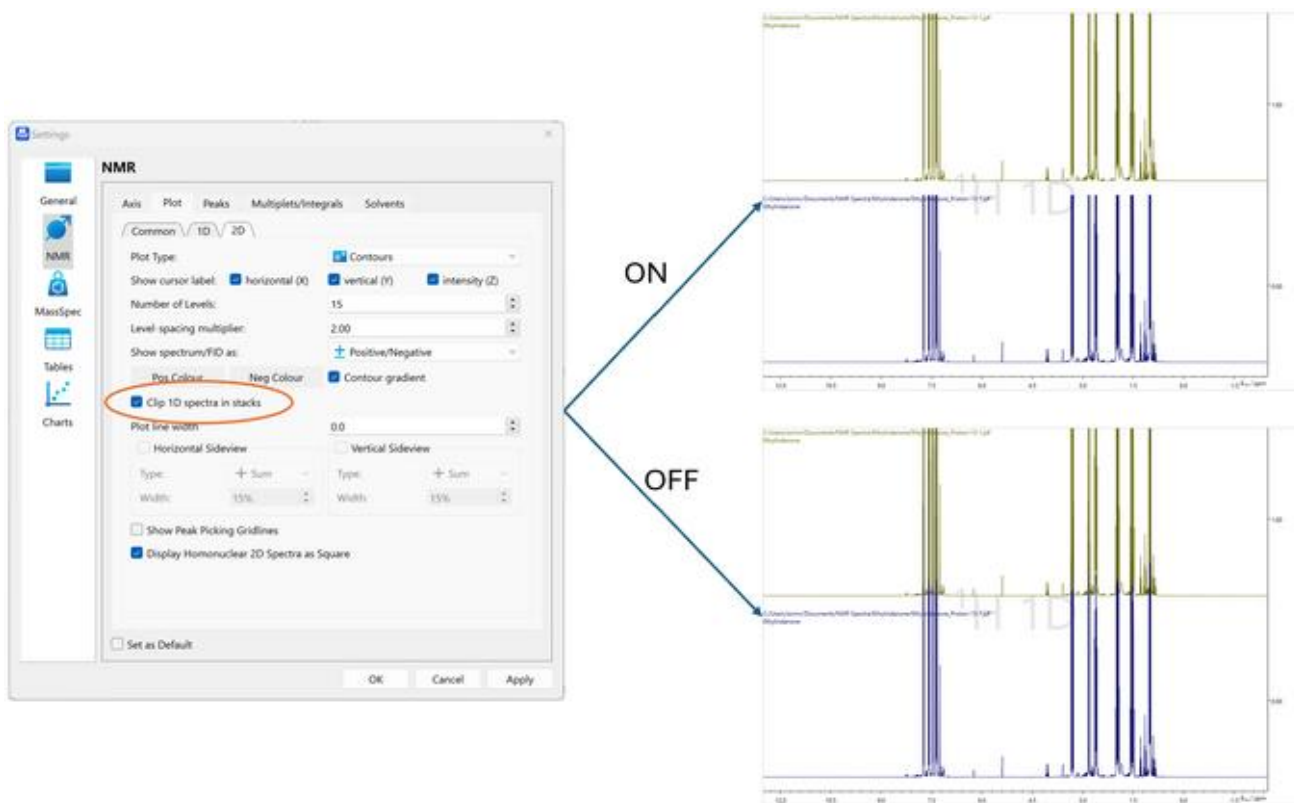 Settings
NMR
General
NMR
MassSpec
Tables
Charts
Axis Plot Peaks Multiplets/Integrals Solvents
Common 1D 2D
Plot Type: Contours
Show cursor label: horizontal (X) vertical (Y) intensity (Z)
Number of Levels: 15
Level-spacing multiplier: 2.00
Show spectrum/FID as: Positive/Negative
Pos Colour Neg Colour Contour gradient
Clip 1D spectra in stacks
Plot line width 0.0
Horizontal Sideview Vertical Sideview
Type: + Sum Type: + Sum
Width: 15% Width: 15%
Show Peak Picking Gridlines
Display Homonuclear 2D Spectra as Square
Set as Default
OK Cancel Apply
ON
OFF
1H 1D
1H 1D